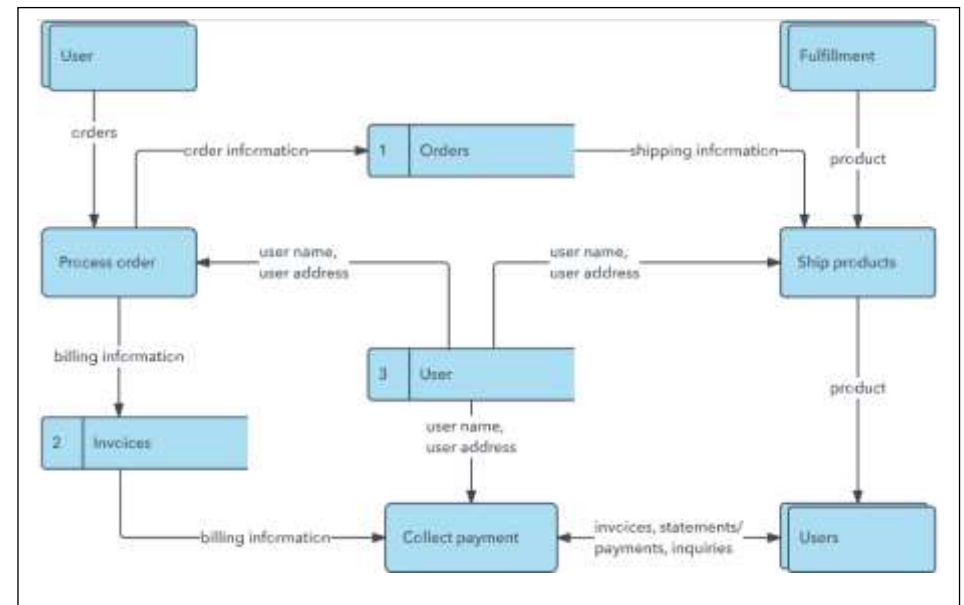 User
Fulfillment
orders
order information
1 Orders
shipping information
product
Process order
user name,
user address
user name,
user address
Ship products
billing information
3 User
product
2 Invoices
user name,
user address
billing information
Collect payment
invoices, statements/
payments, inquiries
Users